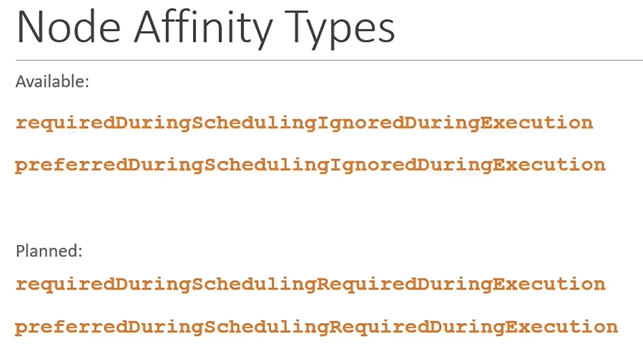 Node Affinity Types
Available:
requiredDuringSchedulingIgnoredDuringExecution
preferredDuringSchedulingIgnoredDuringExecution
Planned:
requiredDuringSchedulingRequiredDuringExecution
preferredDuringSchedulingRequiredDuringExecution